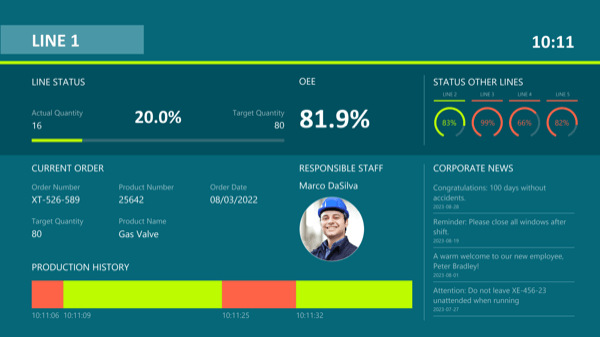 LINE 1
10:11
LINE STATUS
Actual Quantity
16
20.0%
Target Quantity
80
OEE
81.9%
STATUS OTHER LINES
LINE 2
LINE 3
LINE 4
LINE 5
83%
99%
66%
82%
CURRENT ORDER
Order Number
XT-526-589
Product Number
25642
Order Date
08/03/2022
Target Quantity
80
Product Name
Gas Valve
RESPONSIBLE STAFF
Marco DaSilva
CORPORATE NEWS
Congratulations: 100 days without
accidents.
2023-08-28
Reminder: Please close all windows after
shift.
2023-08-19
A warm welcome to our new employee,
Peter Bradley!
2023-08-01
Attention: Do not leave XE-456-23
unattended when running
2023-07-27
PRODUCTION HISTORY
10:11:06
10:11:09
10:11:25
10:11:32